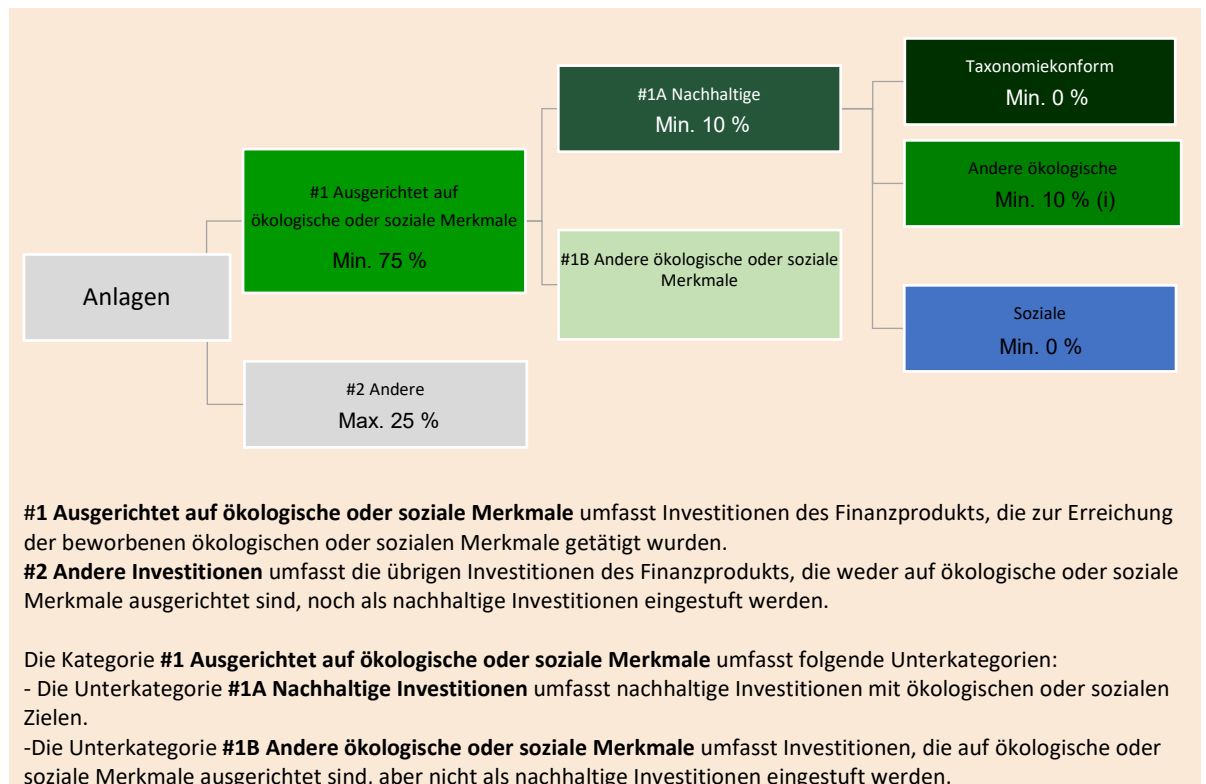 Taxonomiekonform
Min. 0 %
#1A Nachhaltige
Min. 10 %
Andere ökologische
Min. 10 % (i)
#1 Ausgerichtet auf
ökologische oder soziale Merkmale
Min. 75 %
#1B Andere ökologische oder soziale
Merkmale
Anlagen
Soziale
Min. 0 %
#2 Andere
Max. 25 %
#1 Ausgerichtet auf ökologische oder soziale Merkmale umfasst Investitionen des Finanzprodukts, die zur Erreichung
der beworbenen ökologischen oder sozialen Merkmale getätigt wurden.
#2 Andere Investitionen umfasst die übrigen Investitionen des Finanzprodukts, die weder auf ökologische oder soziale
Merkmale ausgerichtet sind, noch als nachhaltige Investitionen eingestuft werden.
Die Kategorie #1 Ausgerichtet auf ökologische oder soziale Merkmale umfasst folgende Unterkategorien:
- Die Unterkategorie #1A Nachhaltige Investitionen umfasst nachhaltige Investitionen mit ökologischen oder sozialen
Zielen.
-Die Unterkategorie #1B Andere ökologische oder soziale Merkmale umfasst Investitionen, die auf ökologische oder
soziale Merkmale ausgerichtet sind, aber nicht als nachhaltige Investitionen eingestuft werden.